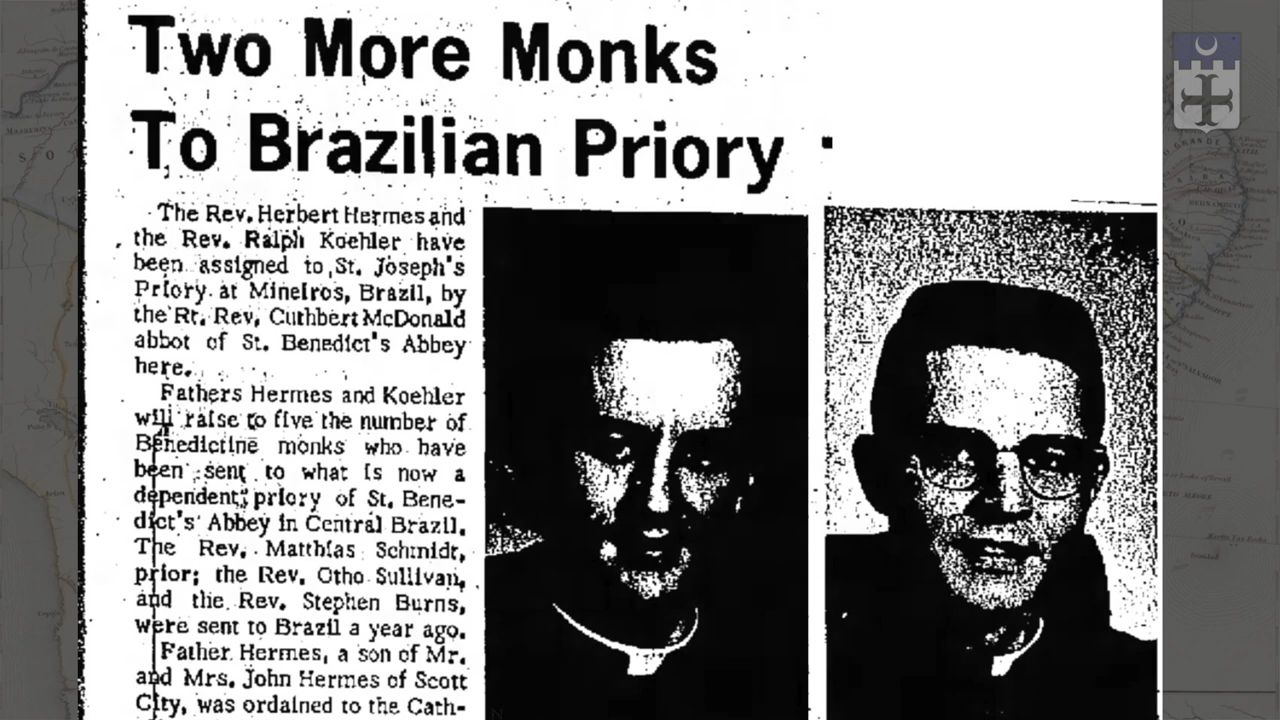 Two More Monks
To Brazilian Priory
The Rev. Herbert Hermes and
the Rev. Ralph Koehler have
been assigned to St. Joseph's
Priory at Mineiros, Brazil, by
the Rt. Rev. Cuthbert McDonald
abbot of St. Benedict's Abbey
here.
Fathers Hermes and Koehler
will raise to five the number of
Benedictine monks who have
been sent to what is now a
dependent priory of St. Bene-
dict's Abbey in Central Brazil.
The Rev. Matthias Schmidt,
prior; the Rev. Otho Sullivan,
and the Rev. Stephen Burns,
were sent to Brazil a year ago.
Father Hermes, a son of Mr.
and Mrs. John Hermes of Scott
City, was ordained to the Cath-